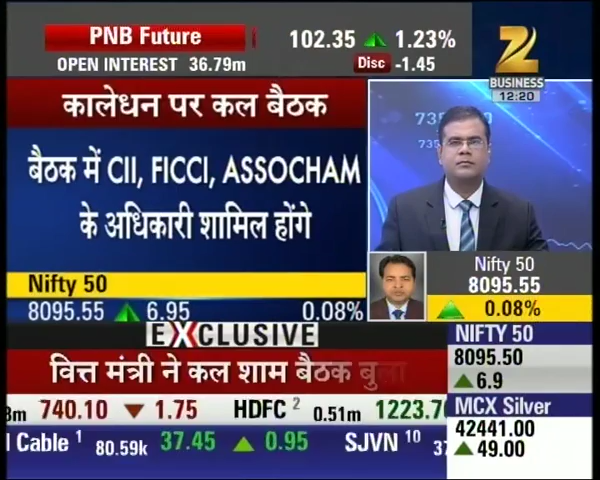 PNB Future
102.35 1.23%
OPEN INTEREST 36.79m
Disc -1.45
Z
BUSINESS
12:20
कालेधन पर कल बैठक
बैठक में CII, FICCI, ASSOCHAM
के अधिकारी शामिल होंगे
Nifty 50
8095.55 6.95 0.08%
Nifty 50
8095.55
0.08%
EXCLUSIVE
वित्त मंत्री ने कल शाम बैठक
NIFTY 50
8095.50
6.9
MCX Silver
42441.00
49.00
740.10 1.75 HDFC 2 0.51m
Cable 1 80.59k 37.45 0.95 SJVN 10